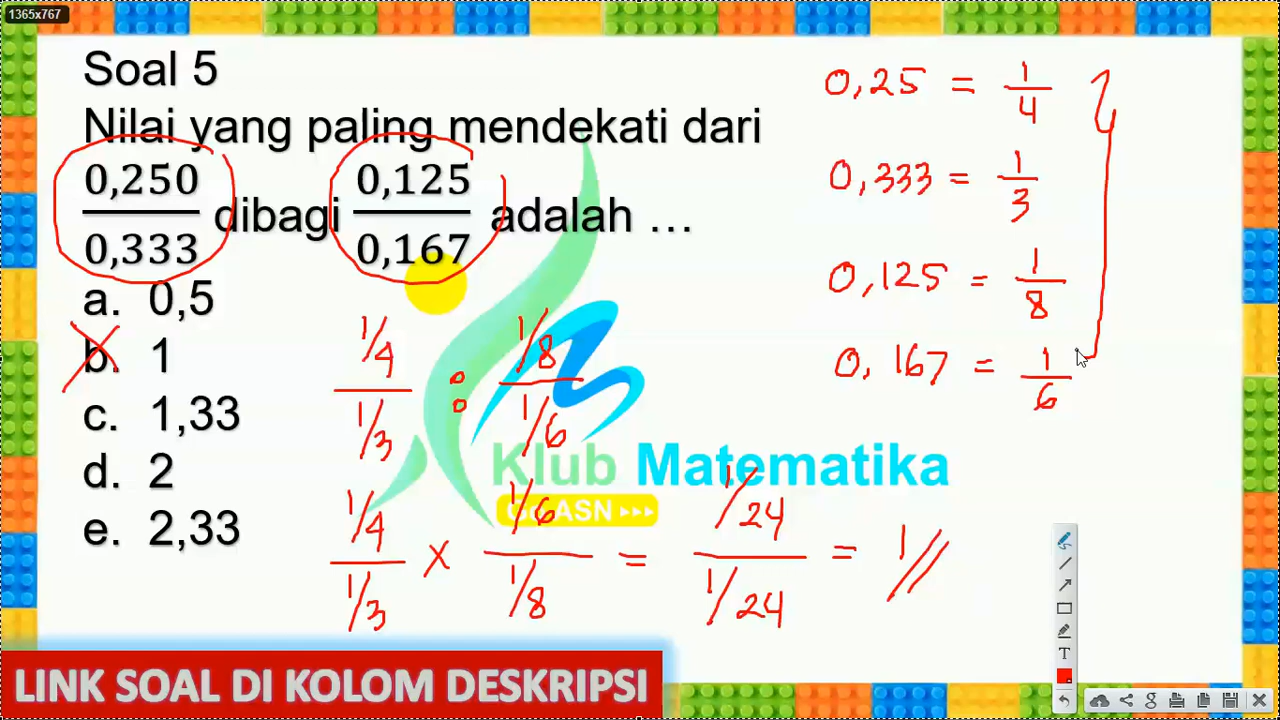 1365x767
Soal 5
Nilai yang paling mendekati dari
0,250/0,333 dibagi 0,125/0,167 adalah ...
a. 0,5
b. 1
c. 1,33
d. 2
e. 2,33
0,25 = 1/4
0,333 = 1/3
0,125 = 1/8
0,167 = 1/6
1/4 / 1/3 : 1/8 / 1/6
1/4 / 1/3 x 1/6 / 1/8 = 1/24 / 1/24 = 1//
Klub Matematika
Go ASN
LINK SOAL DI KOLOM DESKRIPSI
T
g